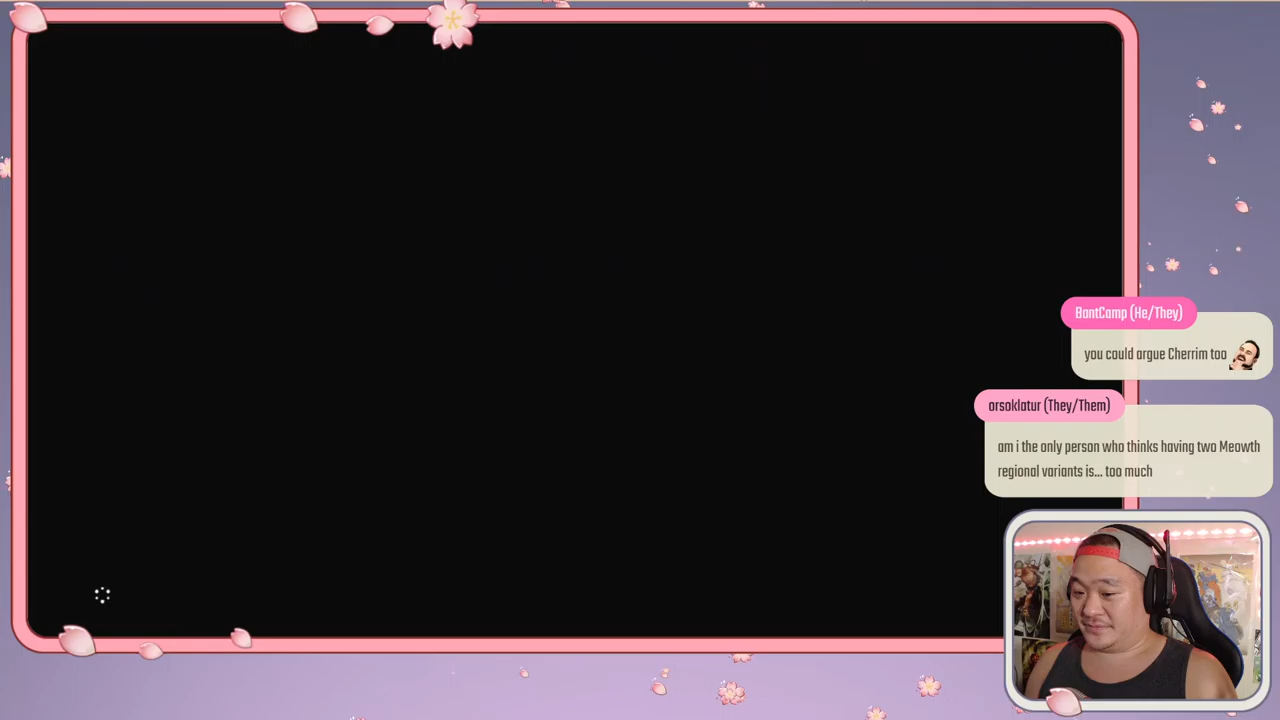 BantCamp (He/They)
you could argue Cherrim too
orsoklatur (They/Them)
am i the only person who thinks having two Meowth
regional variants is... too much